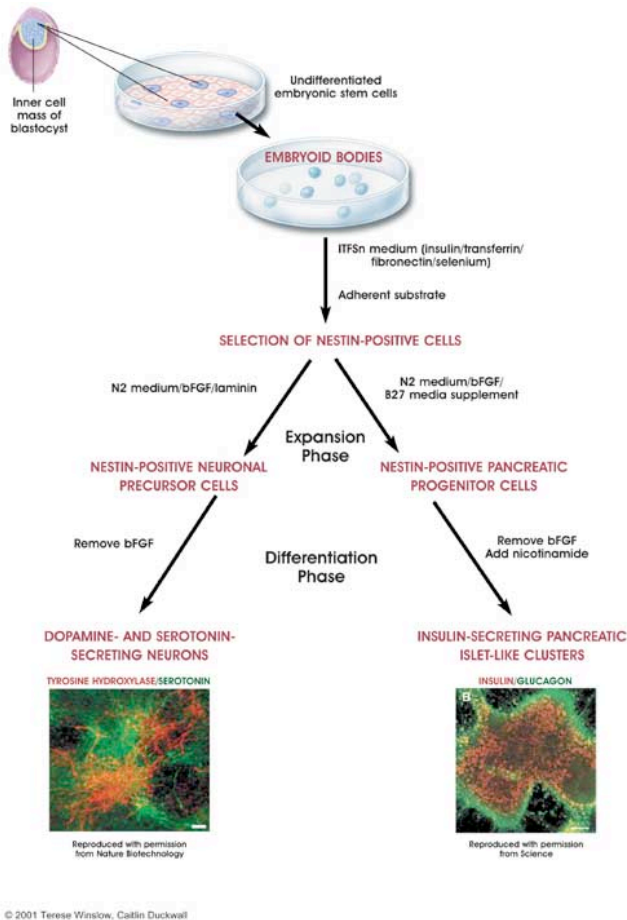 Inner cell
mass of
blastocyst
Undifferentiated
embryonic stem cells
EMBRYOID BODIES
ITFSn medium (insulin/transferrin/
fibronectin/selenium)
Adherent substrate
SELECTION OF NESTIN-POSITIVE CELLS
N2 medium/bFGF/laminin
N2 medium/bFGF/
B27 media supplement
Expansion
Phase
NESTIN-POSITIVE NEURONAL
PRECURSOR CELLS
NESTIN-POSITIVE PANCREATIC
PROGENITOR CELLS
Remove bFGF
Remove bFGF
Add nicotinamide
Differentiation
Phase
DOPAMINE- AND SEROTONIN-
SECRETING NEURONS
INSULIN-SECRETING PANCREATIC
ISLET-LIKE CLUSTERS
TYROSINE HYDROXYLASE/SEROTONIN
INSULIN/GLUCAGON
B
Reproduced with permission
from Nature Biotechnology
Reproduced with permission
from Science
© 2001 Terese Winslow, Caitlin Duckwall